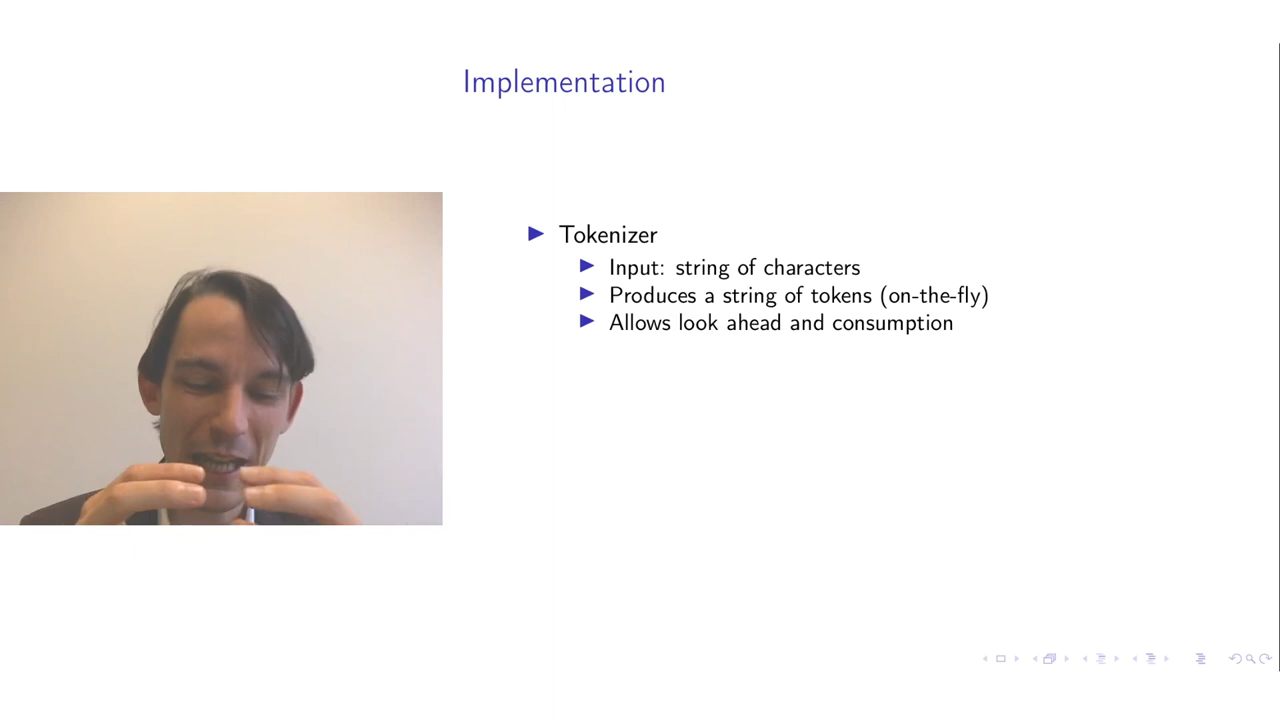 Implementation
Tokenizer
Input: string of characters
Produces a string of tokens (on-the-fly)
Allows look ahead and consumption